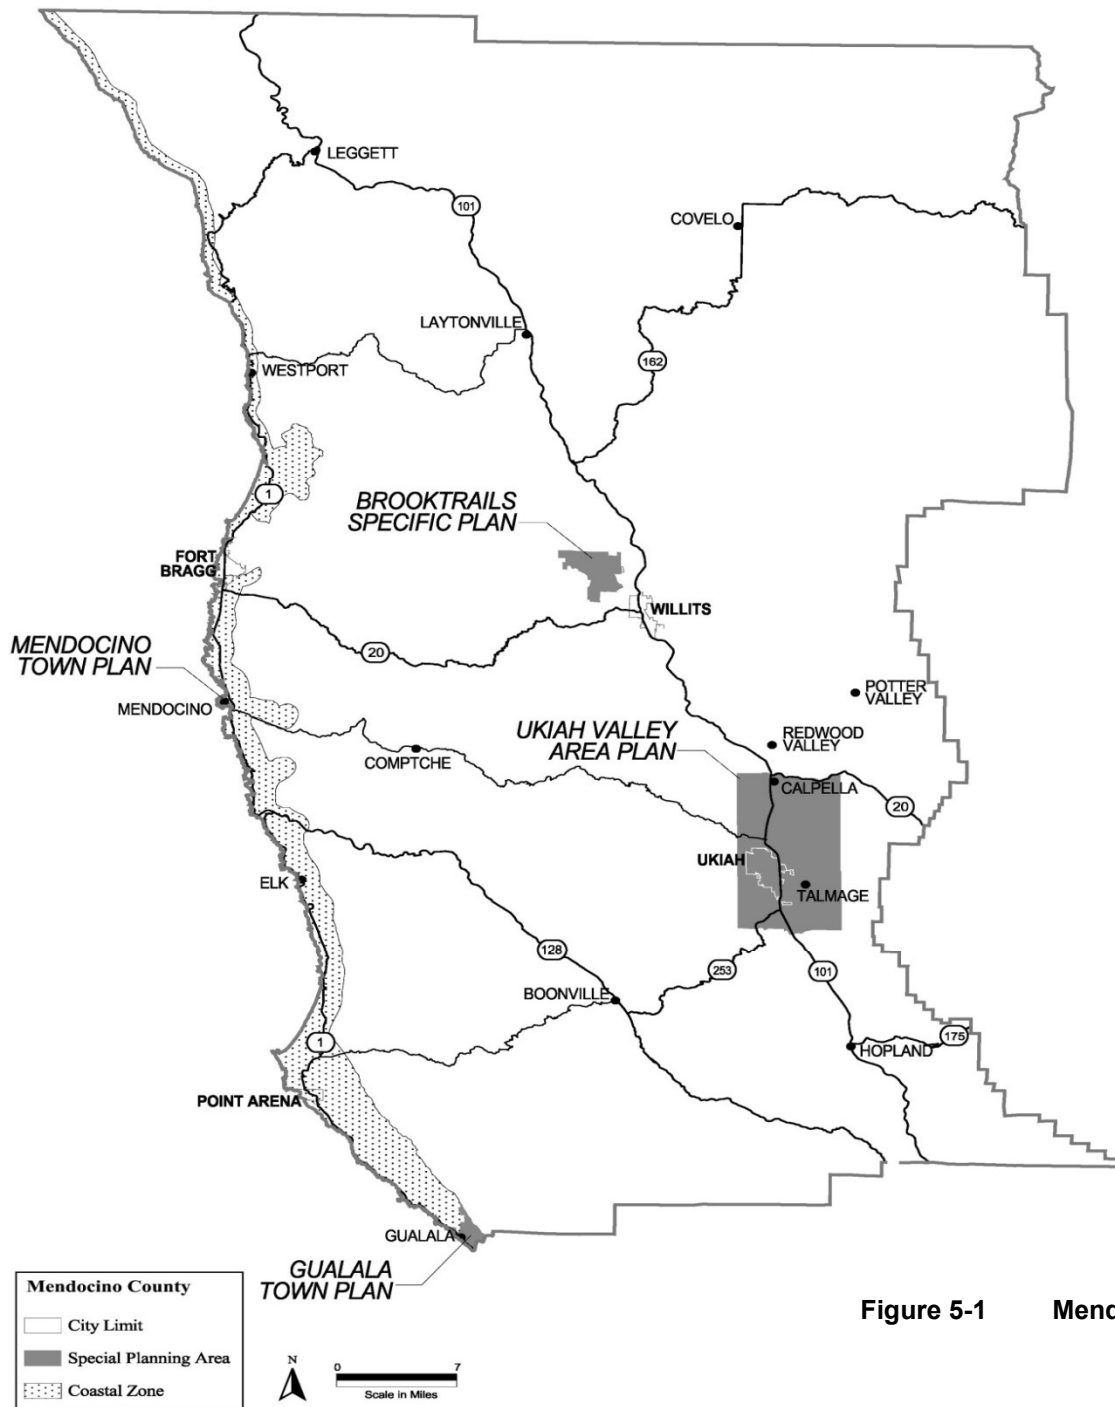 LEGGETT
101
COVELO
LAYTONVILLE
162
WESTPORT
1
BROOKTRAILS
SPECIFIC PLAN
FORT
BRAGG
WILLITS
20
MENDOCINO
TOWN PLAN
MENDOCINO
POTTER
VALLEY
UKIAH VALLEY
AREA PLAN
REDWOOD
VALLEY
COMPTCHE
CALPELLA
20
UKIAH
ELK
TALMAGE
128
253
101
BOONVILLE
1
175
HOPLAND
POINT ARENA
GUALALA
GUALALA
TOWN PLAN
Mendocino County
City Limit
Special Planning Area
Coastal Zone
N
0 7
Scale in Miles
Figure 5-1 Mend